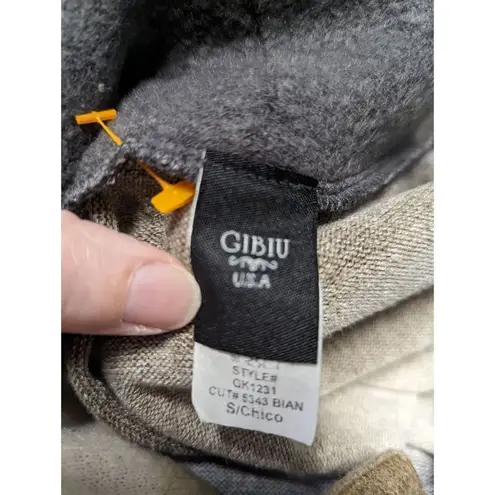 GIBIU
USA
STYLE#
GK1231
CUT# 5343 BIAN
S/Chico